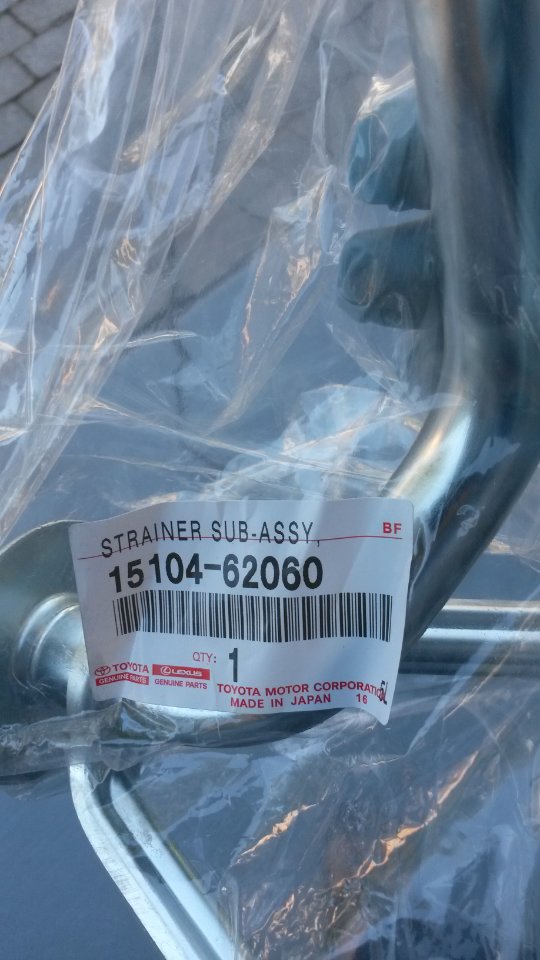 STRAINER SUB-ASSY,
BF
15104-62060
QTY: 1
TOYOTA
GENUINE PARTS
LEXUS
GENUINE PARTS
TOYOTA MOTOR CORPORATION
MADE IN JAPAN 16